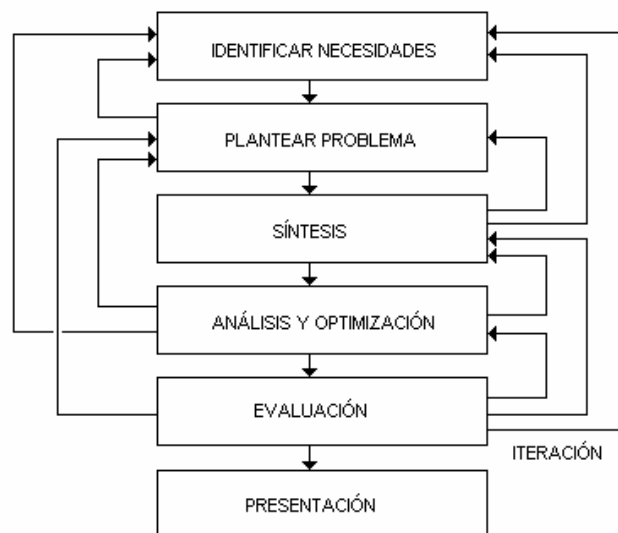 IDENTIFICAR NECESIDADES
PLANTEAR PROBLEMA
SÍNTESIS
ANÁLISIS Y OPTIMIZACIÓN
EVALUACIÓN
ITERACIÓN
PRESENTACIÓN